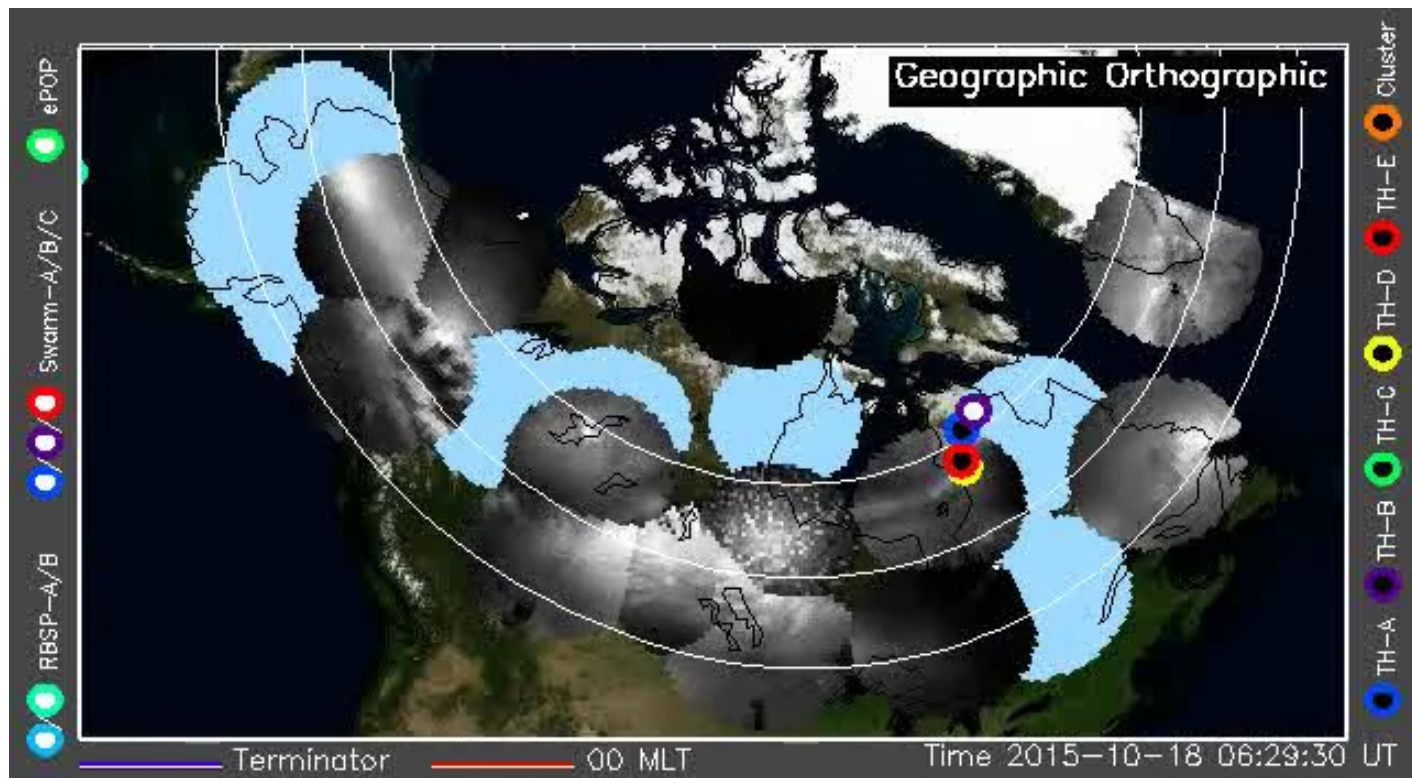 Geographic Orthographic
ePOP
Swarm-A/B/C
RBSP-A/B
Cluster
TH-E
TH-D
TH-C
TH-B
TH-A
Terminator
00 MLT
Time 2015-10-18 06:29:30 UT